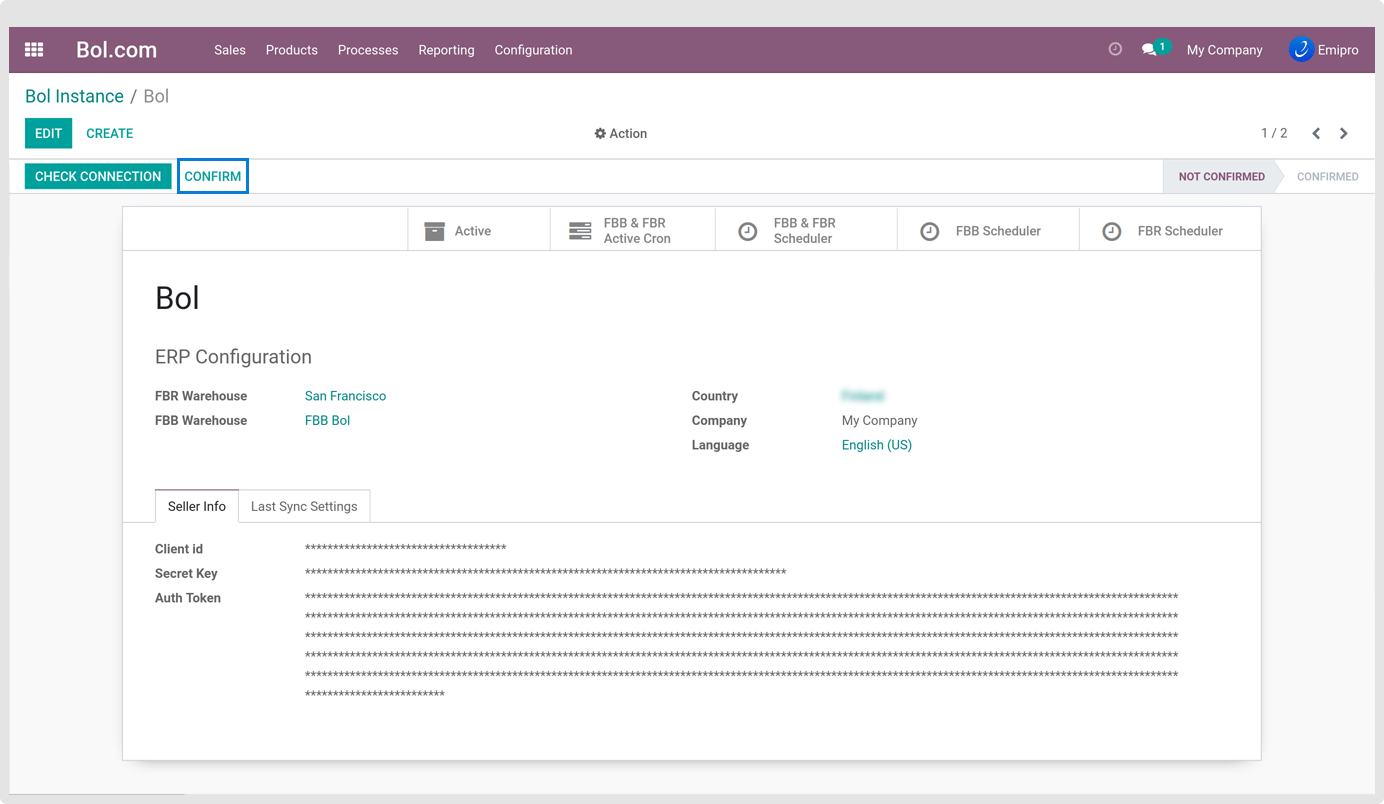 Bol.com Sales Products Processes Reporting Configuration 1 My Company Emipro
Bol Instance / Bol
EDIT CREATE Action 1 / 2
CHECK CONNECTION CONFIRM NOT CONFIRMED CONFIRMED
Active
FBB & FBR
Active Cron
FBB & FBR
Scheduler
FBB Scheduler
FBR Scheduler
Bol
ERP Configuration
FBR Warehouse San Francisco
FBB Warehouse FBB Bol
Country
Company My Company
Language English (US)
Seller Info Last Sync Settings
Client id ************************************
Secret Key **************************************************************************************
Auth Token ************************************************************************************************************************************************************
************************************************************************************************************************************************************
************************************************************************************************************************************************************
************************************************************************************************************************************************************
************************************************************************************************************************************************************
*************************